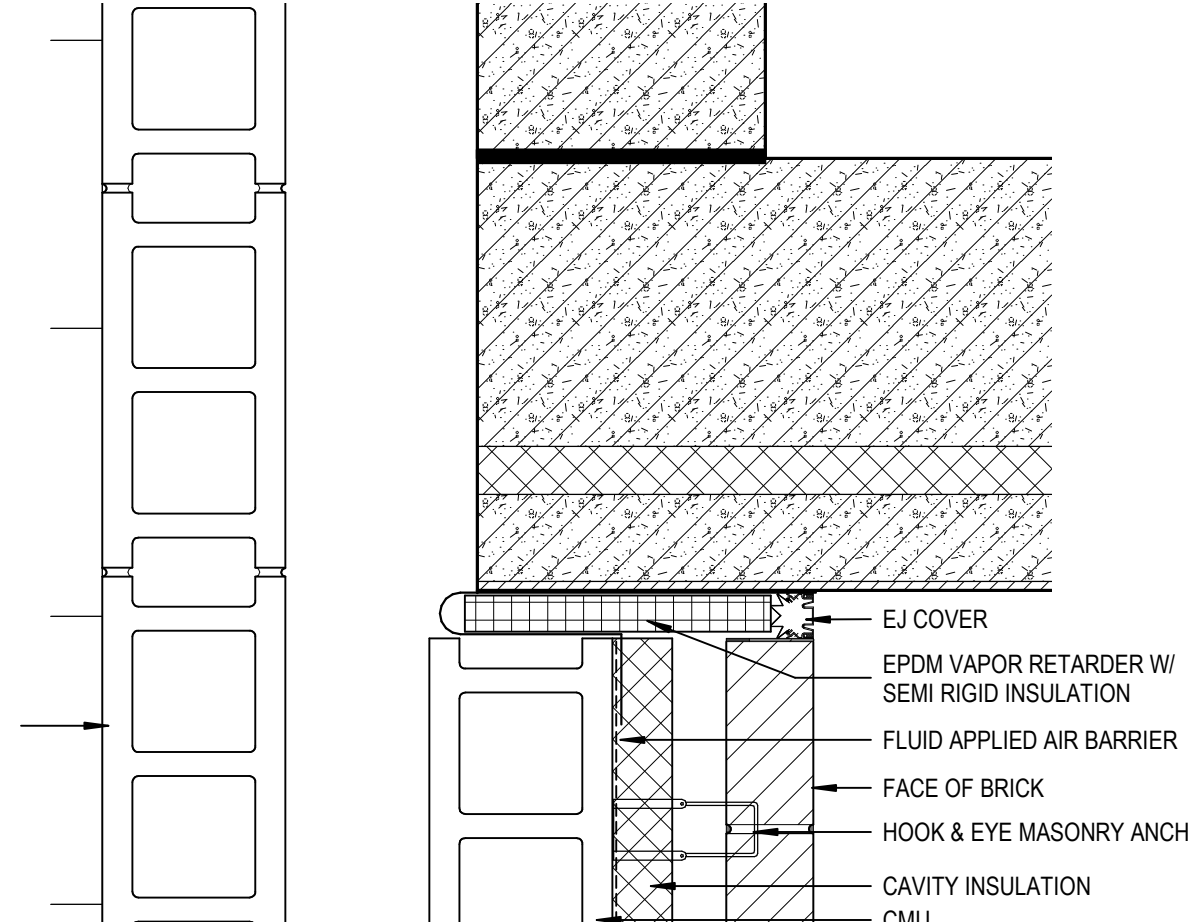 EJ COVER
EPDM VAPOR RETARDER W/
SEMI RIGID INSULATION
FLUID APPLIED AIR BARRIER
FACE OF BRICK
HOOK & EYE MASONRY ANCH
CAVITY INSULATION
CMU